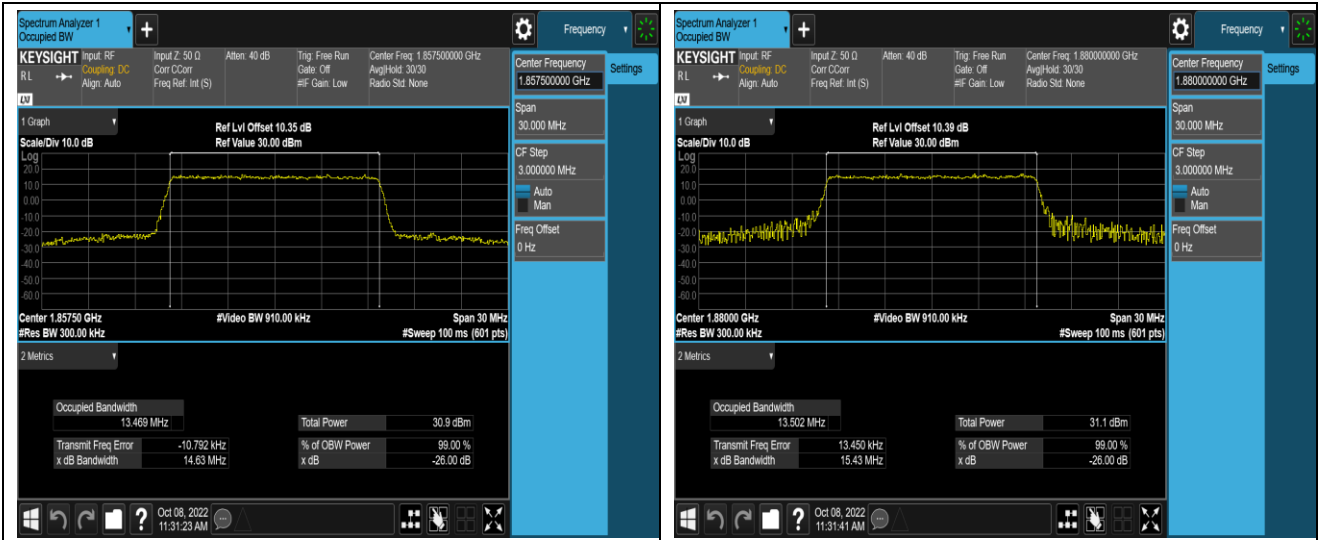 Spectrum Analyzer 1
Occupied BW
+
Frequency
KEYSIGHT
RL
LXI
Input: RF
Coupling: DC
Align: Auto
Input Z: 50 Ω
Corr CCorr
Freq Ref: Int (S)
Atten: 40 dB
Trig: Free Run
Gate: Off
#IF Gain: Low
Center Freq: 1.857500000 GHz
Avg|Hold: 30/30
Radio Std: None
Center Frequency
1.857500000 GHz
Settings
Span
30.000 MHz
CF Step
3.000000 MHz
Auto
Man
Freq Offset
0 Hz
1 Graph
Scale/Div 10.0 dB
Ref Lvl Offset 10.35 dB
Ref Value 30.00 dBm
Log
20.0
10.0
0.00
-10.0
-20.0
-30.0
-40.0
-50.0
-60.0
Center 1.85750 GHz
#Video BW 910.00 kHz
Span 30 MHz
#Res BW 300.00 kHz
#Sweep 100 ms (601 pts)
2 Metrics
Occupied Bandwidth
13.469 MHz
Total Power 30.9 dBm
Transmit Freq Error -10.792 kHz
% of OBW Power 99.00 %
x dB Bandwidth 14.63 MHz
x dB -26.00 dB
?
Oct 08, 2022
11:31:23 AM
Spectrum Analyzer 1
Occupied BW
+
Frequency
KEYSIGHT
RL
LXI
Input: RF
Coupling: DC
Align: Auto
Input Z: 50 Ω
Corr CCorr
Freq Ref: Int (S)
Atten: 40 dB
Trig: Free Run
Gate: Off
#IF Gain: Low
Center Freq: 1.880000000 GHz
Avg|Hold: 30/30
Radio Std: None
Center Frequency
1.880000000 GHz
Settings
Span
30.000 MHz
CF Step
3.000000 MHz
Auto
Man
Freq Offset
0 Hz
1 Graph
Scale/Div 10.0 dB
Ref Lvl Offset 10.39 dB
Ref Value 30.00 dBm
Log
20.0
10.0
0.00
-10.0
-20.0
-30.0
-40.0
-50.0
-60.0
Center 1.88000 GHz
#Video BW 910.00 kHz
Span 30 MHz
#Res BW 300.00 kHz
#Sweep 100 ms (601 pts)
2 Metrics
Occupied Bandwidth
13.502 MHz
Total Power 31.1 dBm
Transmit Freq Error 13.450 kHz
% of OBW Power 99.00 %
x dB Bandwidth 15.43 MHz
x dB -26.00 dB
?
Oct 08, 2022
11:31:41 AM